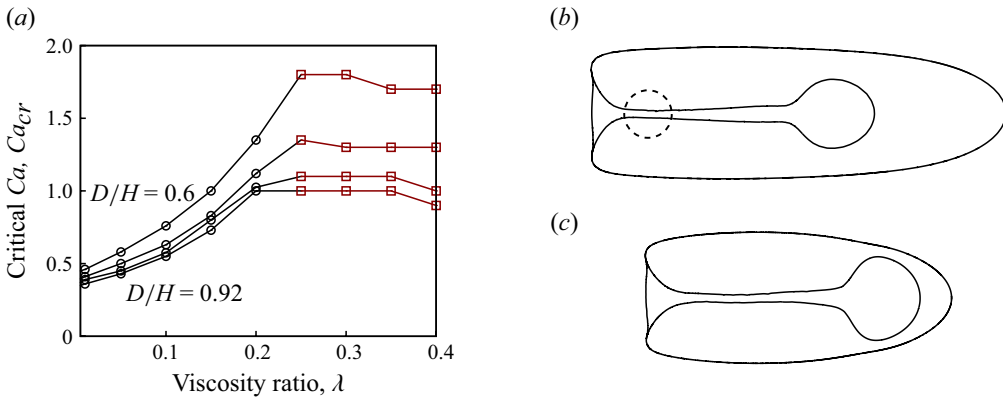 (a)
2.0
1.5
1.0
0.5
0
Critical Ca, Ca_cr
D/H = 0.6
D/H = 0.92
0.1
0.2
0.3
0.4
Viscosity ratio, λ
(b)
(c)